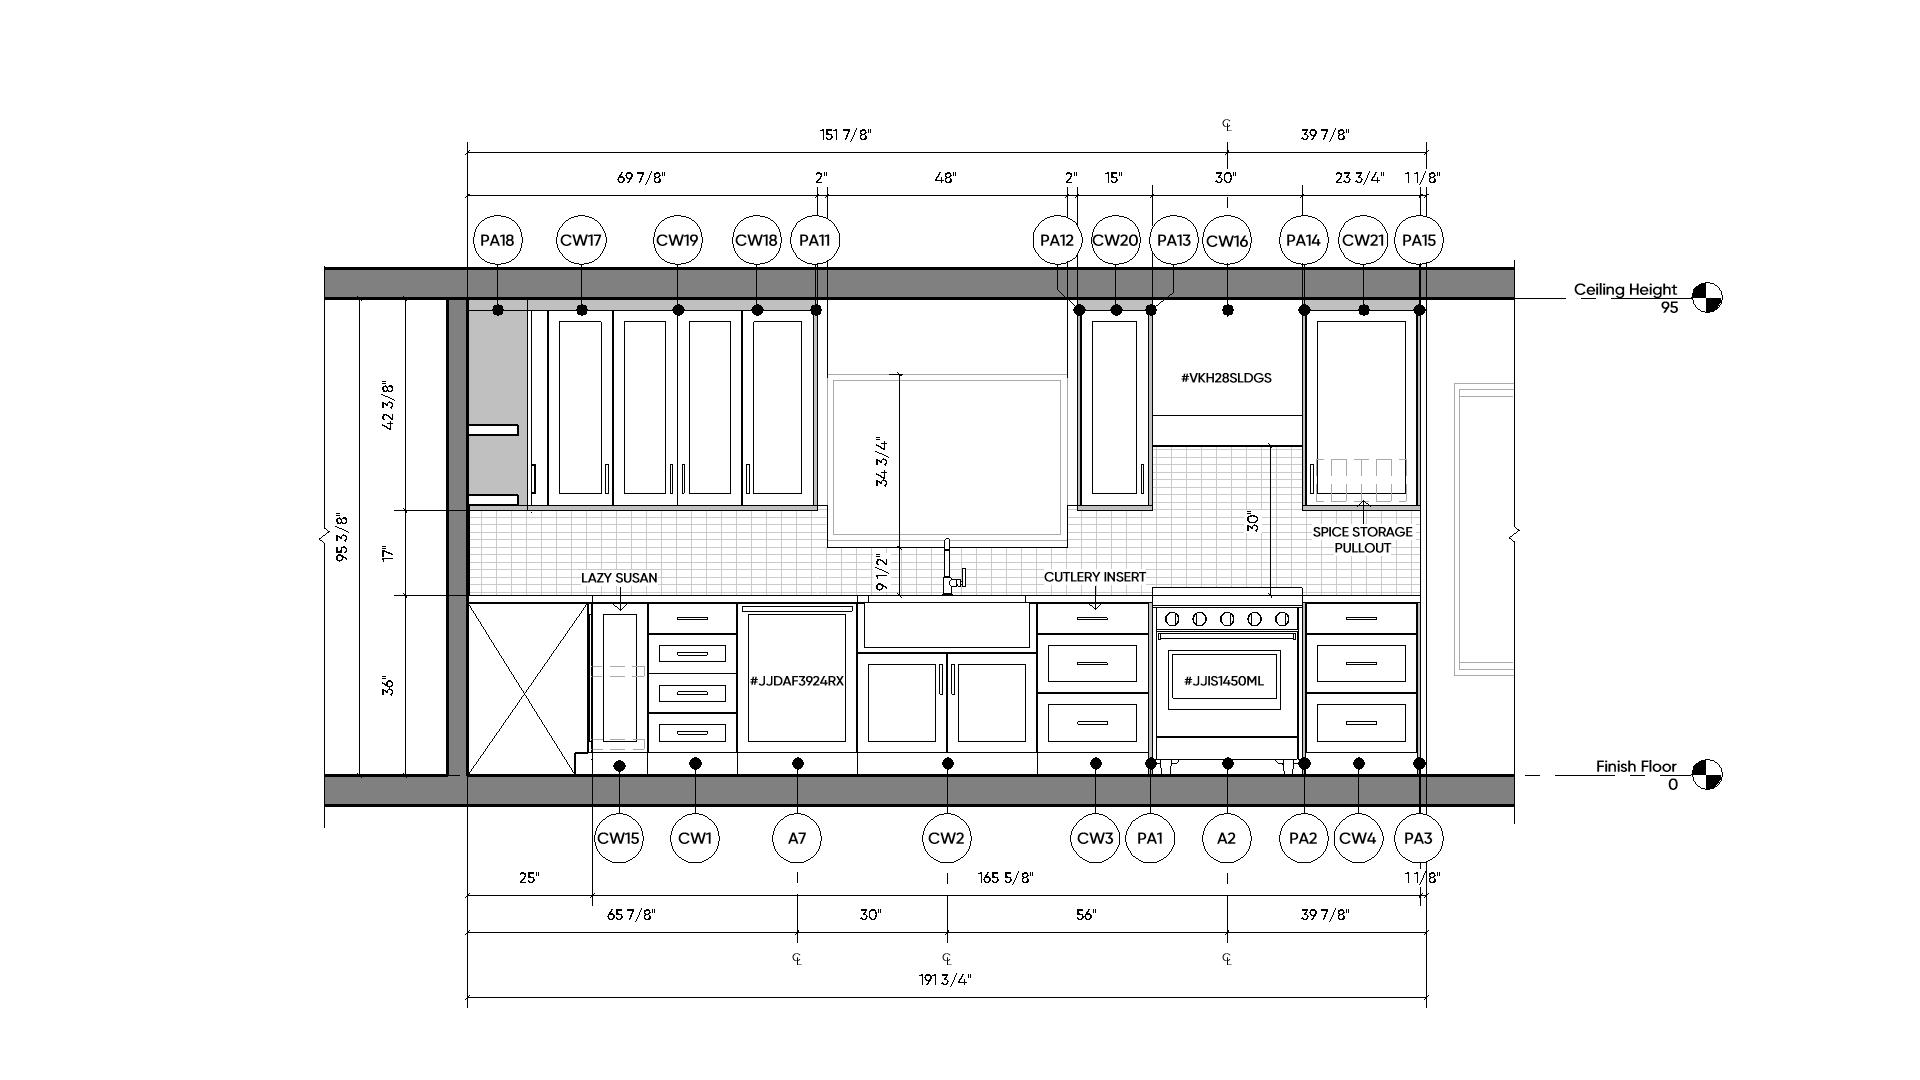 ℄
151 7/8"
39 7/8"
69 7/8"
2"
48"
2"
15"
30"
23 3/4"
1 1/8"
PA18
CW17
CW19
CW18
PA11
PA12
CW20
PA13
CW16
PA14
CW21
PA15
Ceiling Height
95
#VKH28SLDGS
42 3/8"
34 3/4"
95 3/8"
30"
SPICE STORAGE
PULLOUT
17"
9 1/2"
LAZY SUSAN
CUTLERY INSERT
36"
#JJDAF3924RX
#JJIS1450ML
Finish Floor
0
CW15
CW1
A7
CW2
CW3
PA1
A2
PA2
CW4
PA3
25"
165 5/8"
1 1/8"
65 7/8"
30"
56"
39 7/8"
℄
℄
℄
191 3/4"